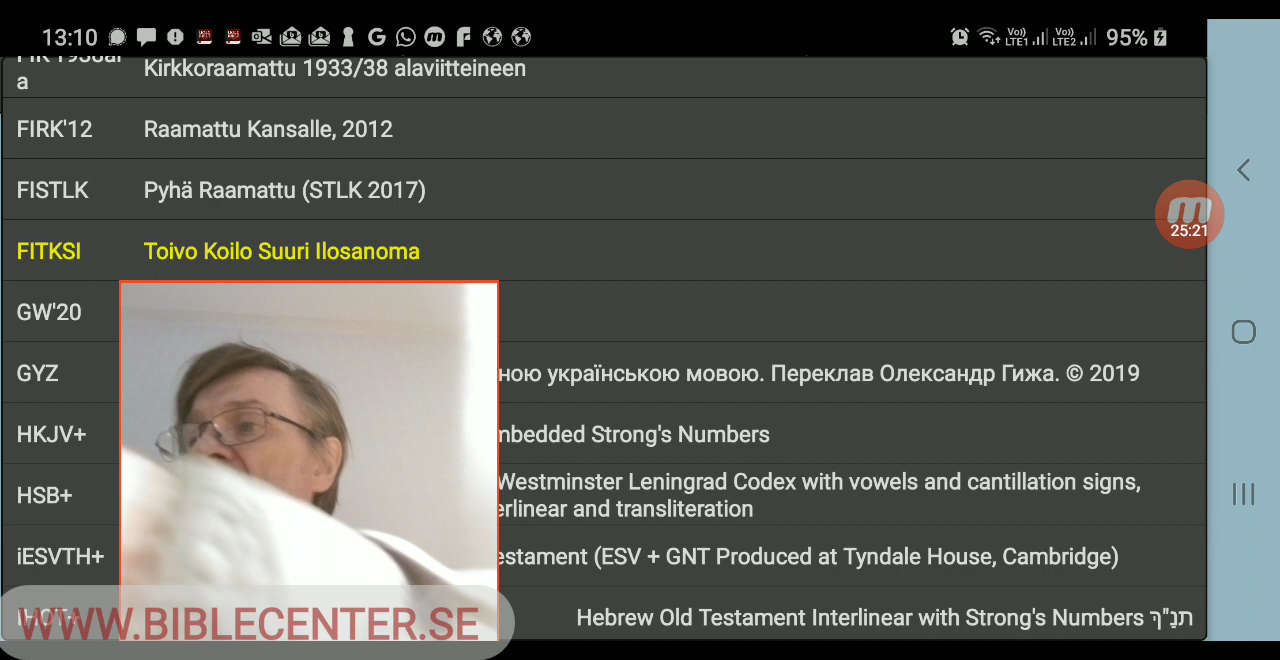 13:10
95%
a
Kirkkoraamattu 1933/38 alaviitteineen
FIRK'12 Raamattu Kansalle, 2012
FISTLK Pyhä Raamattu (STLK 2017)
25:21
FITKSI Toivo Koilo Suuri Ilosanoma
GW'20
GYZ ною українською мовою. Переклав Олександр Гижа. © 2019
HKJV+ Strong's Numbers
HSB+ Westminster Leningrad Codex with vowels and cantillation signs,
and transliteration
iESVTH+ (ESV + GNT Produced at Tyndale House, Cambridge)
Hebrew Old Testament Interlinear with Strong's Numbers תנַ"ךְ
WWW.BIBLECENTER.SE